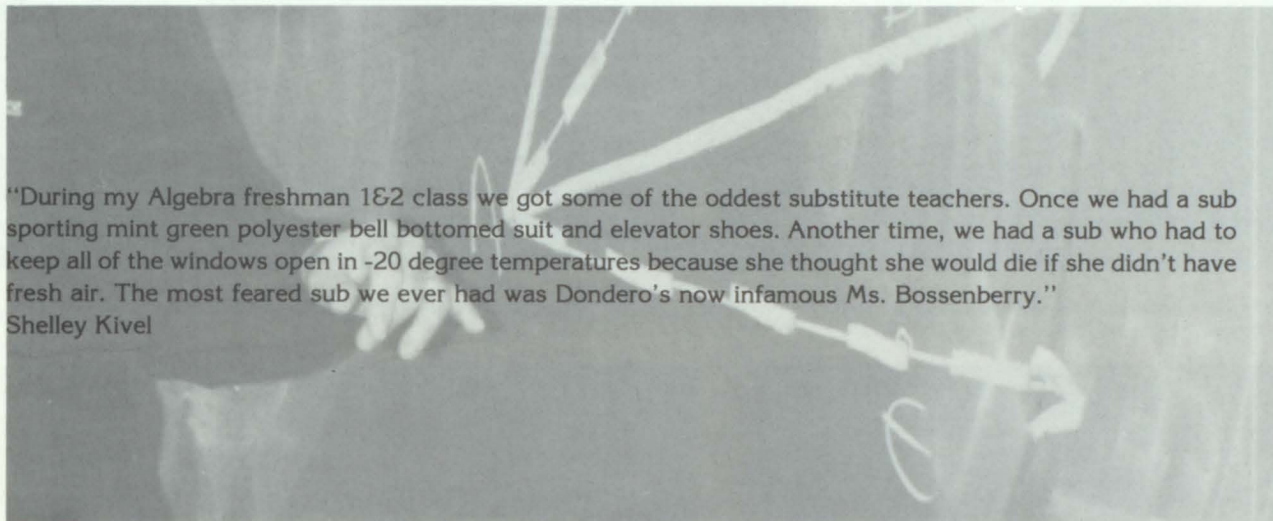 “During my Algebra freshman 1&2 class we got some of the oddest substitute teachers. Once we had a sub
sporting mint green polyester bell bottomed suit and elevator shoes. Another time, we had a sub who had to
keep all of the windows open in -20 degree temperatures because she thought she would die if she didn't have
fresh air. The most feared sub we ever had was Dondero's now infamous Ms. Bossenberry.”
Shelley Kivel